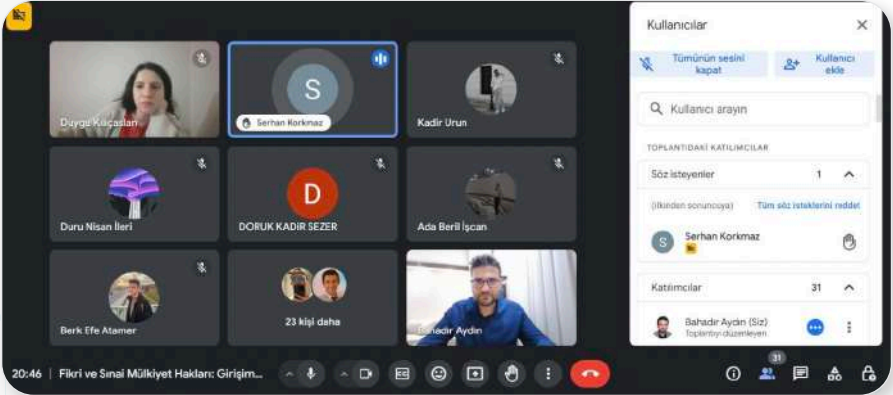 Kullanıcılar
Tümünün sesini kapat
Kullanıcı ekle
Kullanıcı arayın
TOPLANTIDAKİ KATILIMCILAR
Söz isteyenler 1
(ilkinden sonuncuya) Tüm söz isteklerini reddet
Serhan Korkmaz
Katılımcılar 31
Bahadır Aydın (Siz)
Toplantıyı düzenleyen
Duygu Kuçaslan
S
Serhan Korkmaz
Kadir Urun
Duru Nisan İleri
D
DORUK KADİR SEZER
Ada Beril İşcan
Berk Efe Atamer
23 kişi daha
Bahadır Aydın
S
20:46 | Fikri ve Sınai Mülkiyet Hakları: Girişim...
31